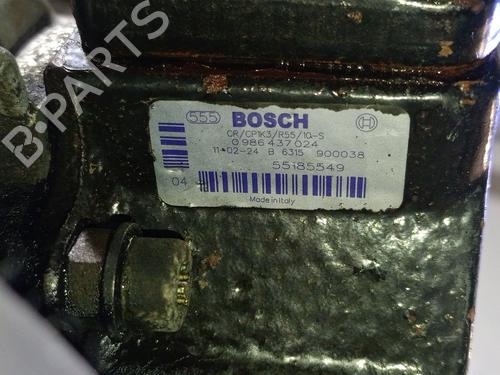 B-PARTS
555 BOSCH
CR/CP1K3/R55/10-S
0986437024
11-02-24 B 6315 900038
55185549
04
Made in Italy